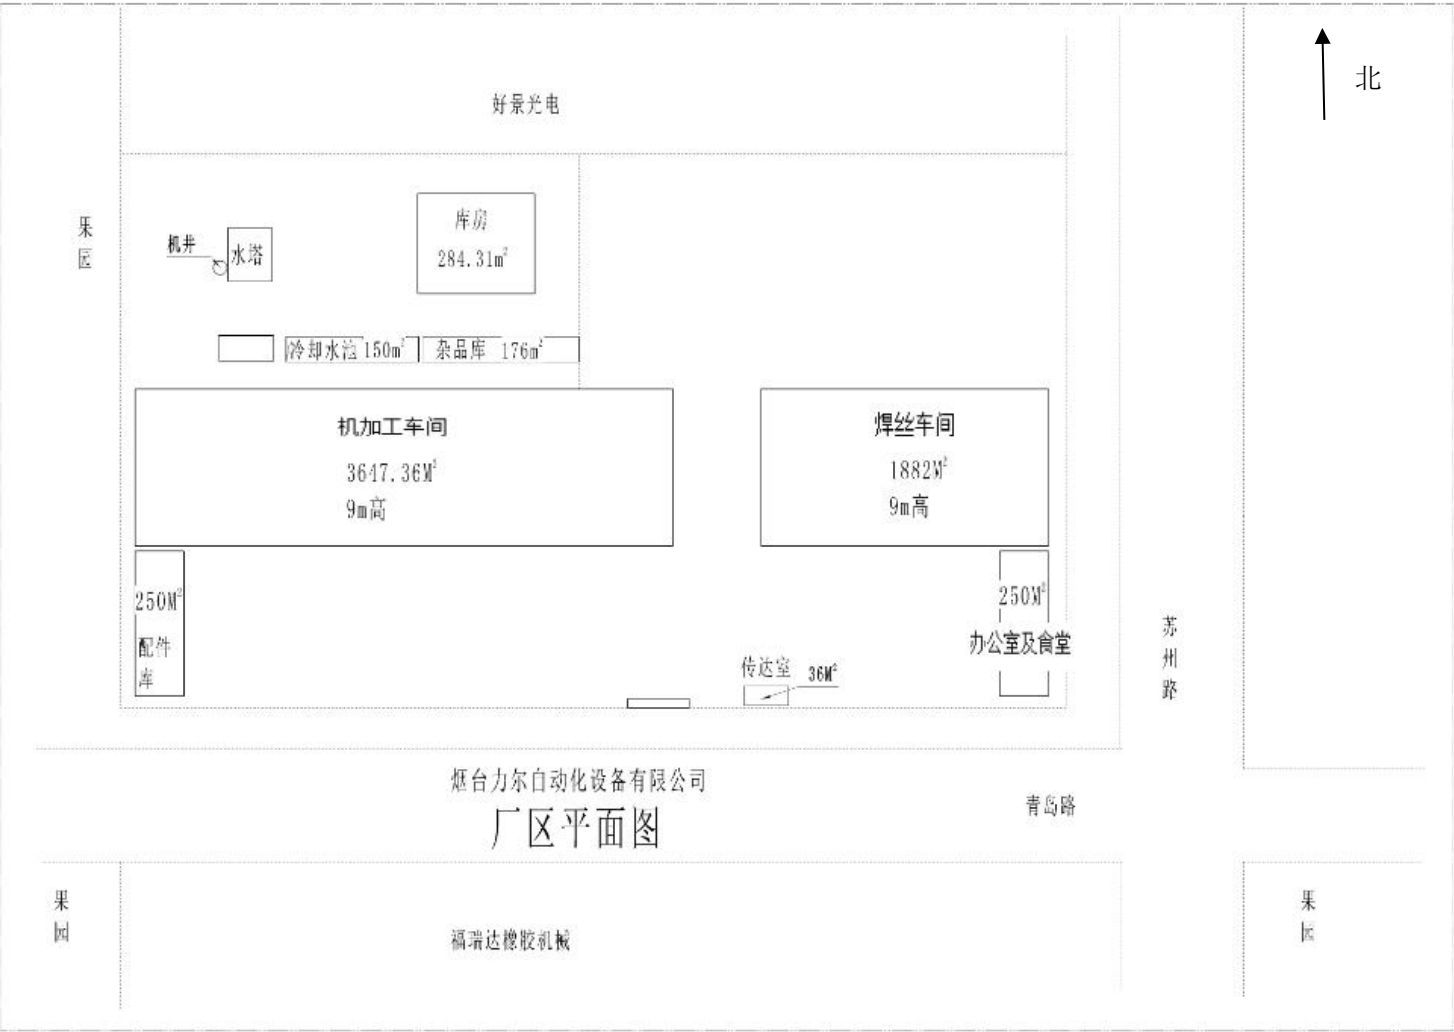 北
好景光电
果园
机井
水塔
库房
284.31m²
冷却水池 150m²
杂品库 176m²
机加工车间
3647.36M²
9m高
焊丝车间
1882M²
9m高
250M²
配件
库
250M²
办公室及食堂
传达室 36M²
苏州路
烟台力尔自动化设备有限公司
厂区平面图
青岛路
果园
福瑞达橡胶机械
果园